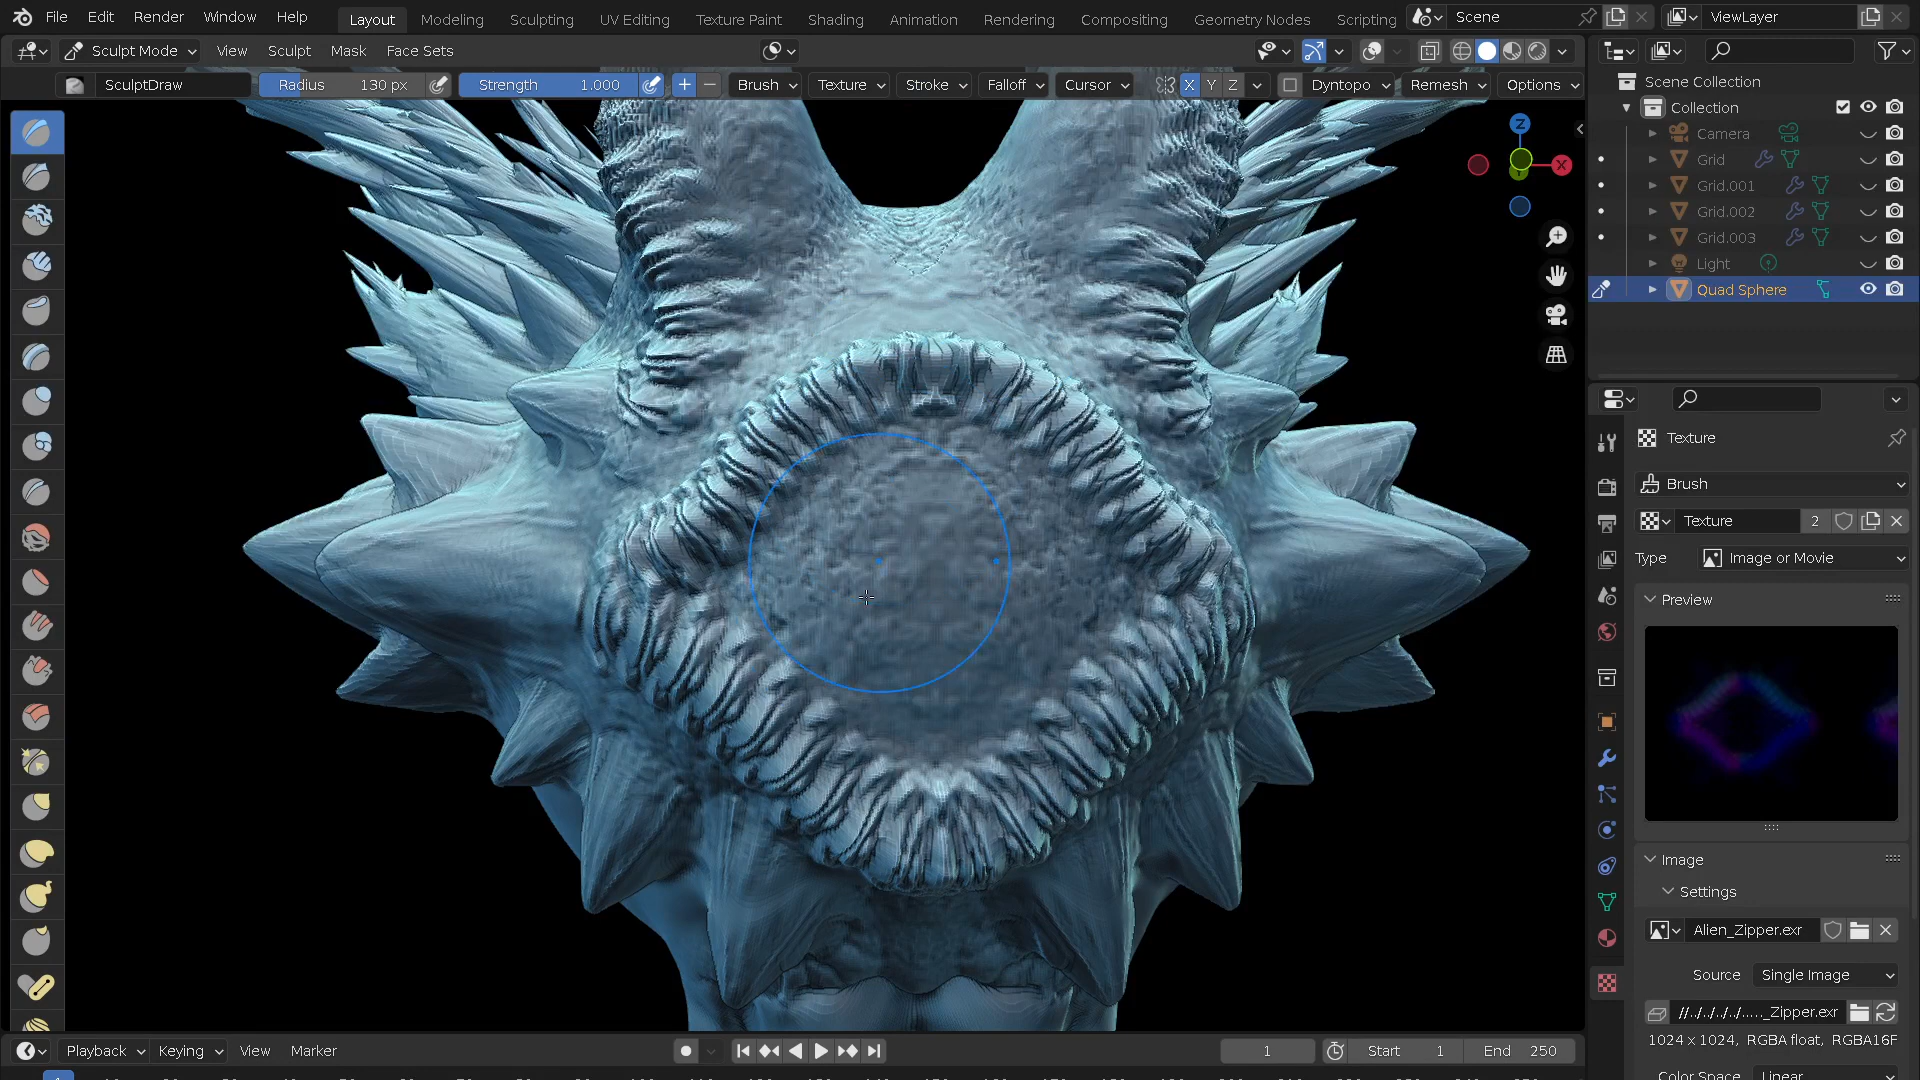 File Edit Render Window Help Layout Modeling Sculpting UV Editing Texture Paint Shading Animation Rendering Compositing Geometry Nodes Scripting Scene ViewLayer
Sculpt Mode View Sculpt Mask Face Sets
SculptDraw Radius 130 px Strength 1.000 Brush Texture Stroke Falloff Cursor X Y Z Dyntopo Remesh Options
Scene Collection
Collection
Camera
Grid
Grid.001
Grid.002
Grid.003
Light
Quad Sphere
Z
X
Texture
Brush
Texture 2
Type Image or Movie
Preview
Image
Settings
Alien_Zipper.exr
Source Single Image
//../../../../....._Zipper.exr
1024 x 1024, RGBA float, RGBA16F
Color Space Linear
Playback Keying View Marker 1 Start 1 End 250